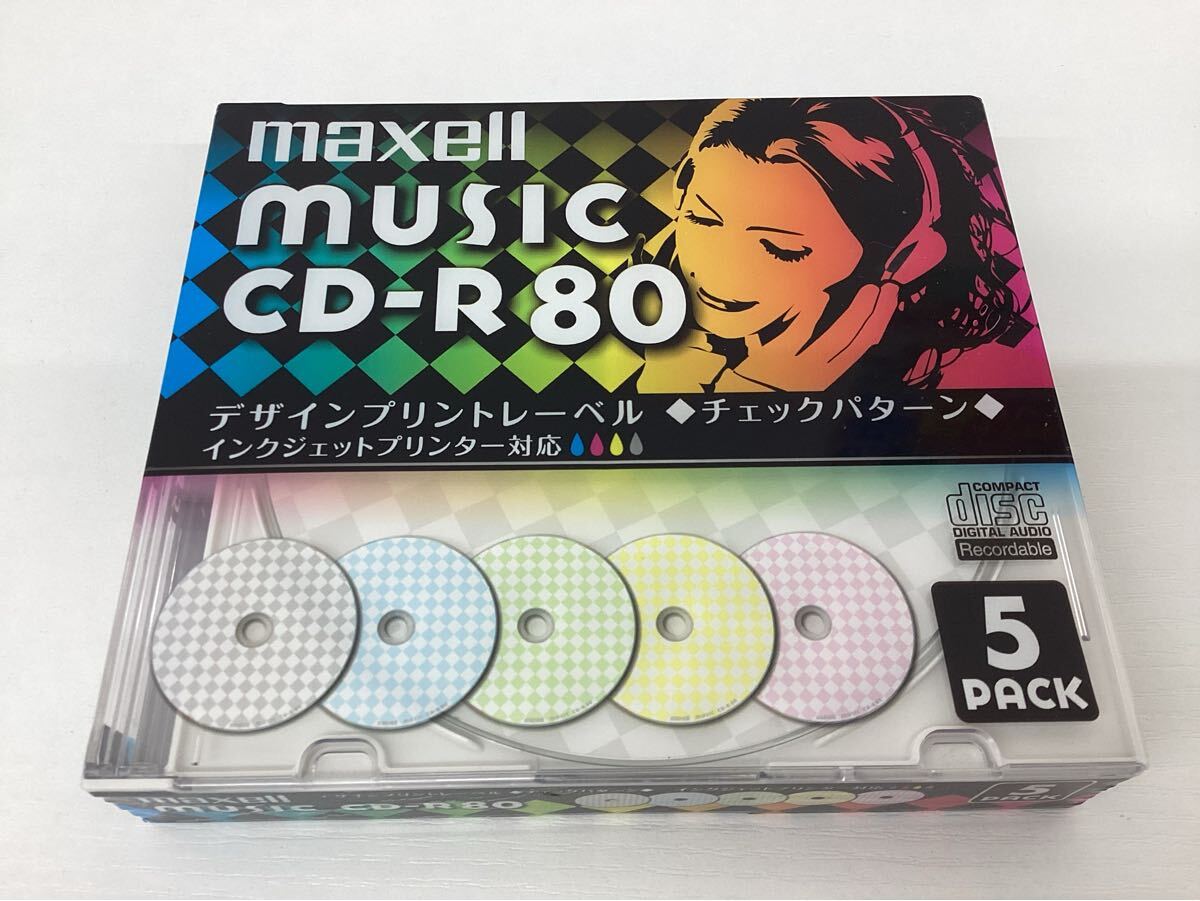 maxell
MUSIC
CD-R80
デザインプリントレーベル ◆チェックパターン◆
インクジェットプリンター対応
COMPACT
disc
DIGITAL AUDIO
Recordable
5
PACK
maxell
MUSIC CD-R80
5
PACK